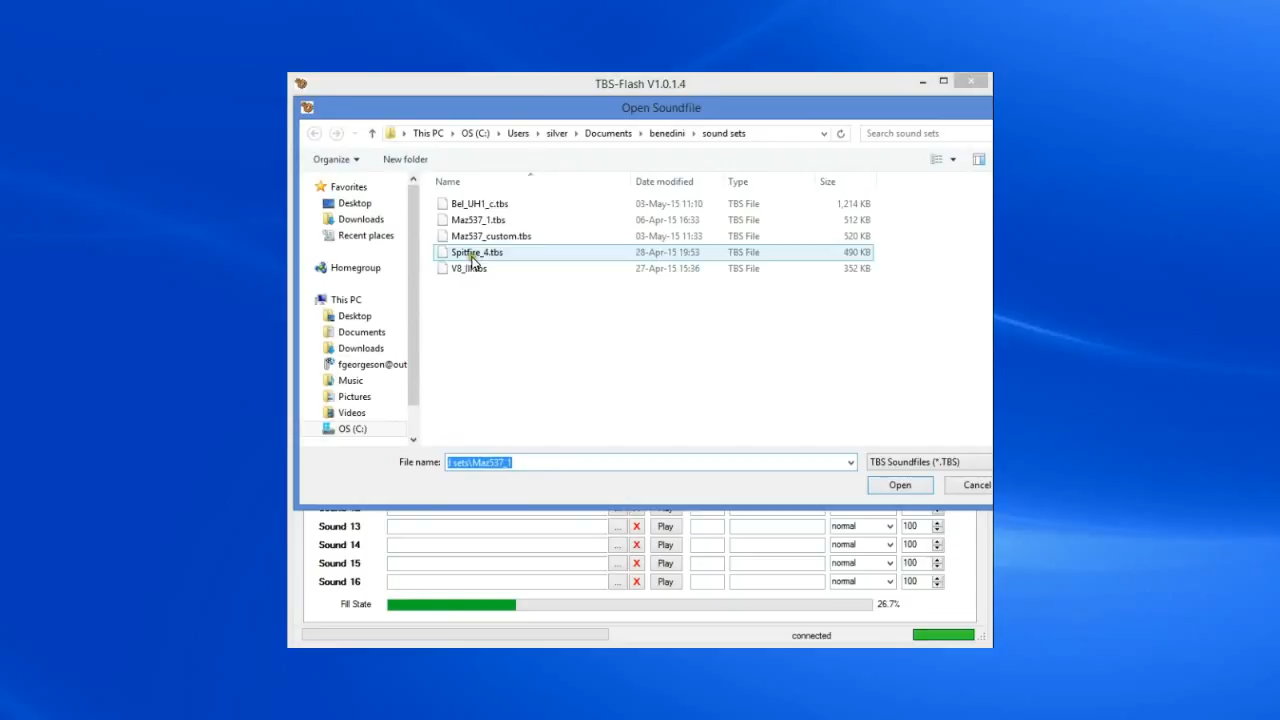 TBS-Flash V1.0.1.4
Open Soundfile
This PC OS (C:) Users silver Documents benedini sound sets
Search sound sets
Organize New folder
Name Date modified Type Size
Favorites
Desktop
Downloads
Recent places
Homegroup
This PC
Desktop
Documents
Downloads
fgeorgeson@out
Music
Pictures
Videos
OS (C:)
Bel_UH1_c.tbs 03-May-15 11:10 TBS File 1,214 KB
Maz537_1.tbs 06-Apr-15 16:33 TBS File 512 KB
Maz537_custom.tbs 03-May-15 11:33 TBS File 520 KB
Spitfire_4.tbs 28-Apr-15 19:53 TBS File 490 KB
27-Apr-15 15:36 TBS File 352 KB
File name: sets\Maz537_1 TBS Soundfiles (*.TBS)
Open Cancel
Sound 13 ... X Play normal 100
Sound 14 ... X Play normal 100
Sound 15 ... X Play normal 100
Sound 16 ... X Play normal 100
Fill State 26.7%
connected